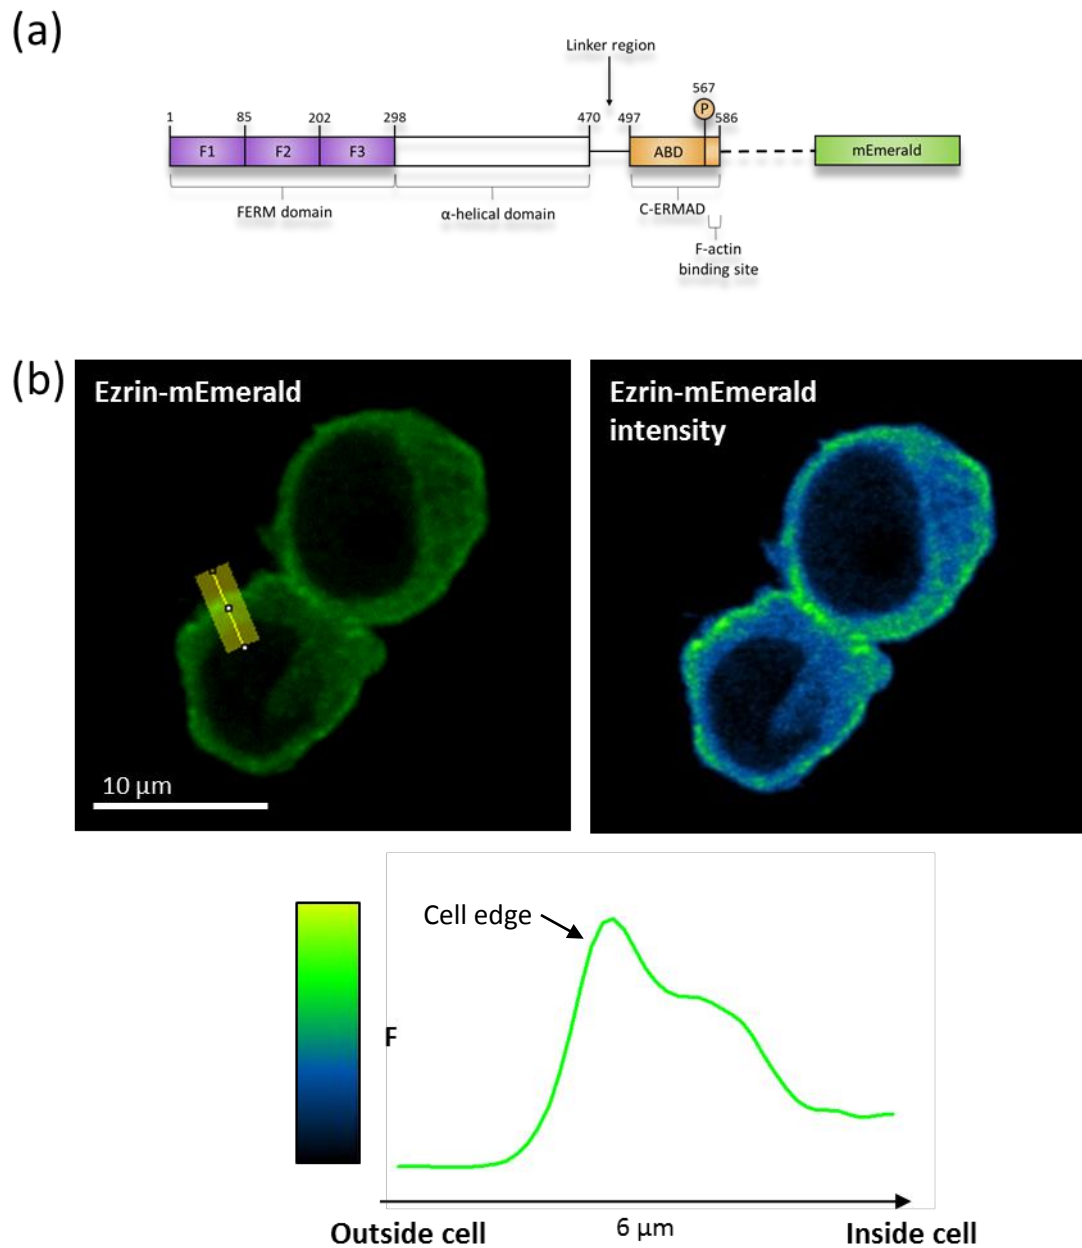 (a)
Linker region
567
P
1 85 202 298 470 497 586
F1 F2 F3 ABD mEmerald
FERM domain α-helical domain C-ERMAD
F-actin
binding site
(b)
Ezrin-mEmerald
10 µm
Ezrin-mEmerald
intensity
Cell edge
F
Outside cell 6 µm Inside cell